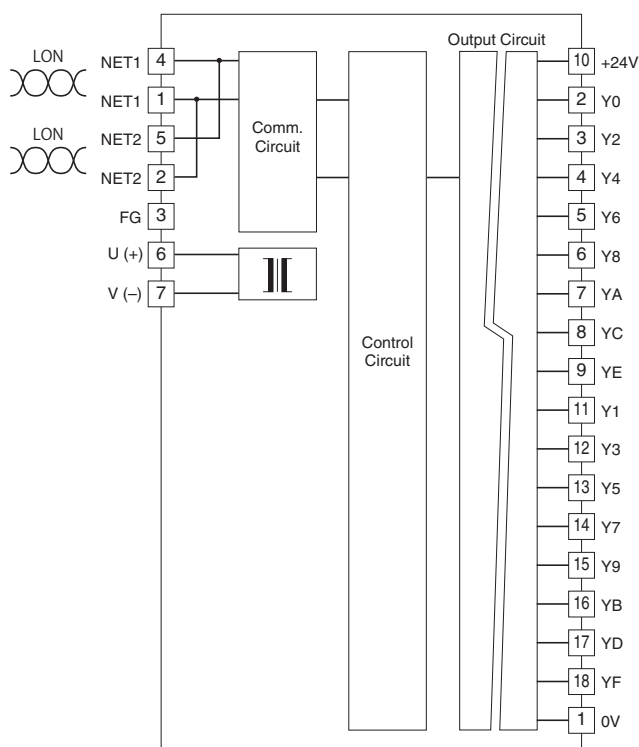 LON
NET1 4
NET1 1
LON
NET2 5
NET2 2
FG 3
U (+) 6
V (–) 7
Comm.
Circuit
Control
Circuit
Output Circuit
10 +24V
2 Y0
3 Y2
4 Y4
5 Y6
6 Y8
7 YA
8 YC
9 YE
11 Y1
12 Y3
13 Y5
14 Y7
15 Y9
16 YB
17 YD
18 YF
1 0V